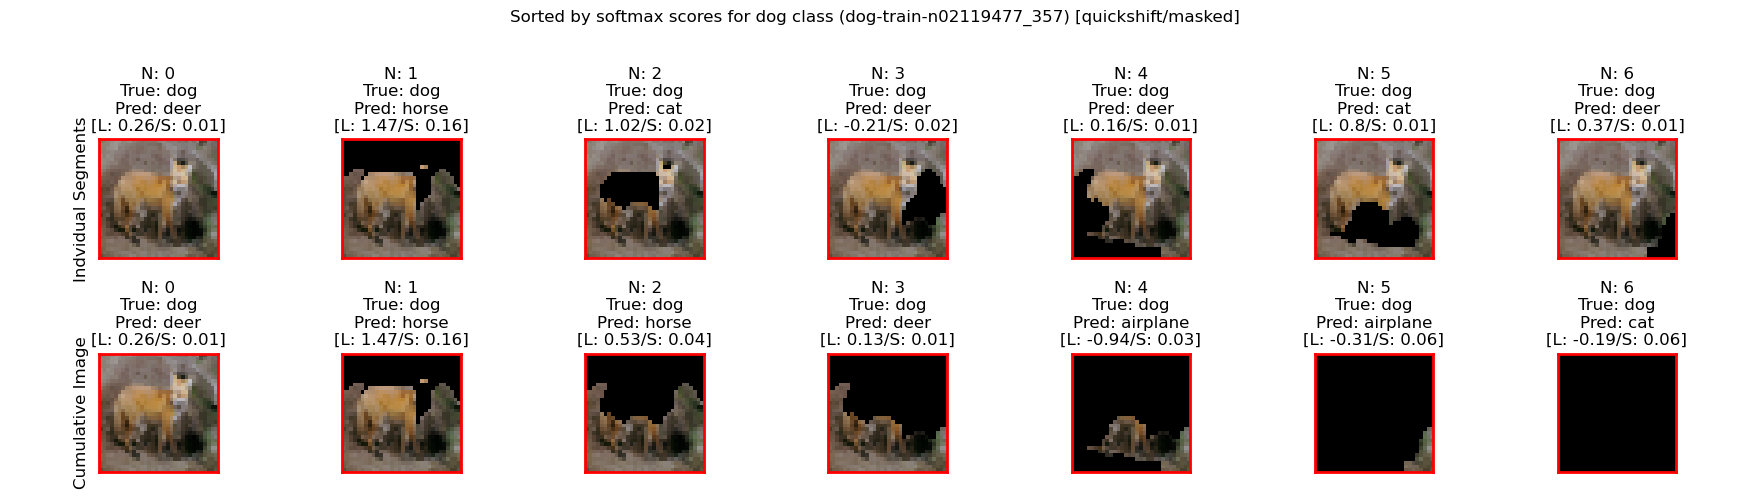 Sorted by softmax scores for dog class (dog-train-n02119477_357) [quickshift/masked]
Indvidual Segments
N: 0
True: dog
Pred: deer
[L: 0.26/S: 0.01]
N: 1
True: dog
Pred: horse
[L: 1.47/S: 0.16]
N: 2
True: dog
Pred: cat
[L: 1.02/S: 0.02]
N: 3
True: dog
Pred: deer
[L: -0.21/S: 0.02]
N: 4
True: dog
Pred: deer
[L: 0.16/S: 0.01]
N: 5
True: dog
Pred: cat
[L: 0.8/S: 0.01]
N: 6
True: dog
Pred: deer
[L: 0.37/S: 0.01]
Cumulative Image
N: 0
True: dog
Pred: deer
[L: 0.26/S: 0.01]
N: 1
True: dog
Pred: horse
[L: 1.47/S: 0.16]
N: 2
True: dog
Pred: horse
[L: 0.53/S: 0.04]
N: 3
True: dog
Pred: deer
[L: 0.13/S: 0.01]
N: 4
True: dog
Pred: airplane
[L: -0.94/S: 0.03]
N: 5
True: dog
Pred: airplane
[L: -0.31/S: 0.06]
N: 6
True: dog
Pred: cat
[L: -0.19/S: 0.06]